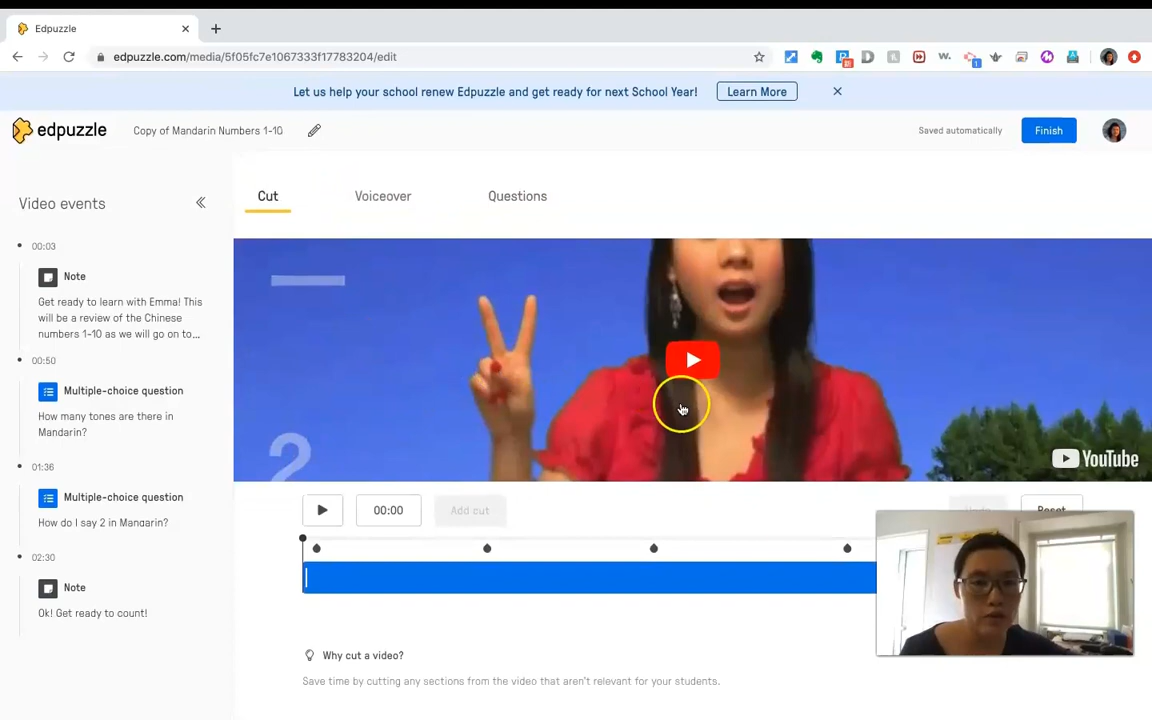 Edpuzzle
edpuzzle.com/media/5f05fc7e1067333f17783204/edit
Let us help your school renew Edpuzzle and get ready for next School Year!
Learn More
edpuzzle
Copy of Mandarin Numbers 1-10
Saved automatically
Finish
Video events
Cut
Voiceover
Questions
00:03
Note
Get ready to learn with Emma! This
will be a review of the Chinese
numbers 1-10 as we will go on to...
00:50
Multiple-choice question
How many tones are there in
Mandarin?
01:36
Multiple-choice question
How do I say 2 in Mandarin?
02:30
Note
Ok! Get ready to count!
2
YouTube
00:00
Add cut
Undo
Reset
Why cut a video?
Save time by cutting any sections from the video that aren't relevant for your students.